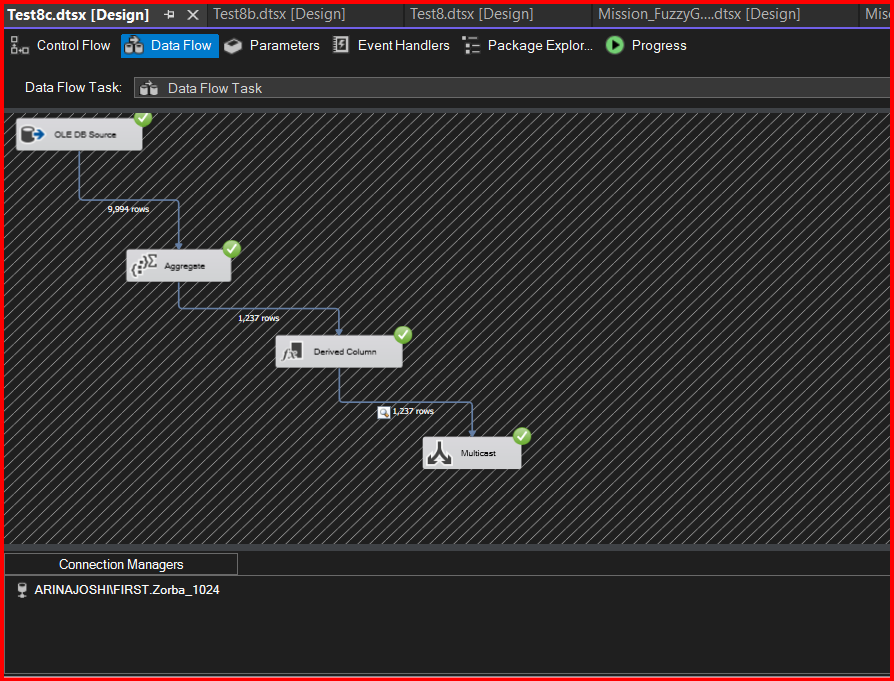 Test8c.dtsx [Design] Test8b.dtsx [Design] Test8.dtsx [Design] Mission_FuzzyG....dtsx [Design] Mis
Control Flow Data Flow Parameters Event Handlers Package Explor... Progress
Data Flow Task: Data Flow Task
OLE DB Source
9,994 rows
Aggregate
1,237 rows
Derived Column
1,237 rows
Multicast
Connection Managers
ARINAJOSHI\FIRST.Zorba_1024